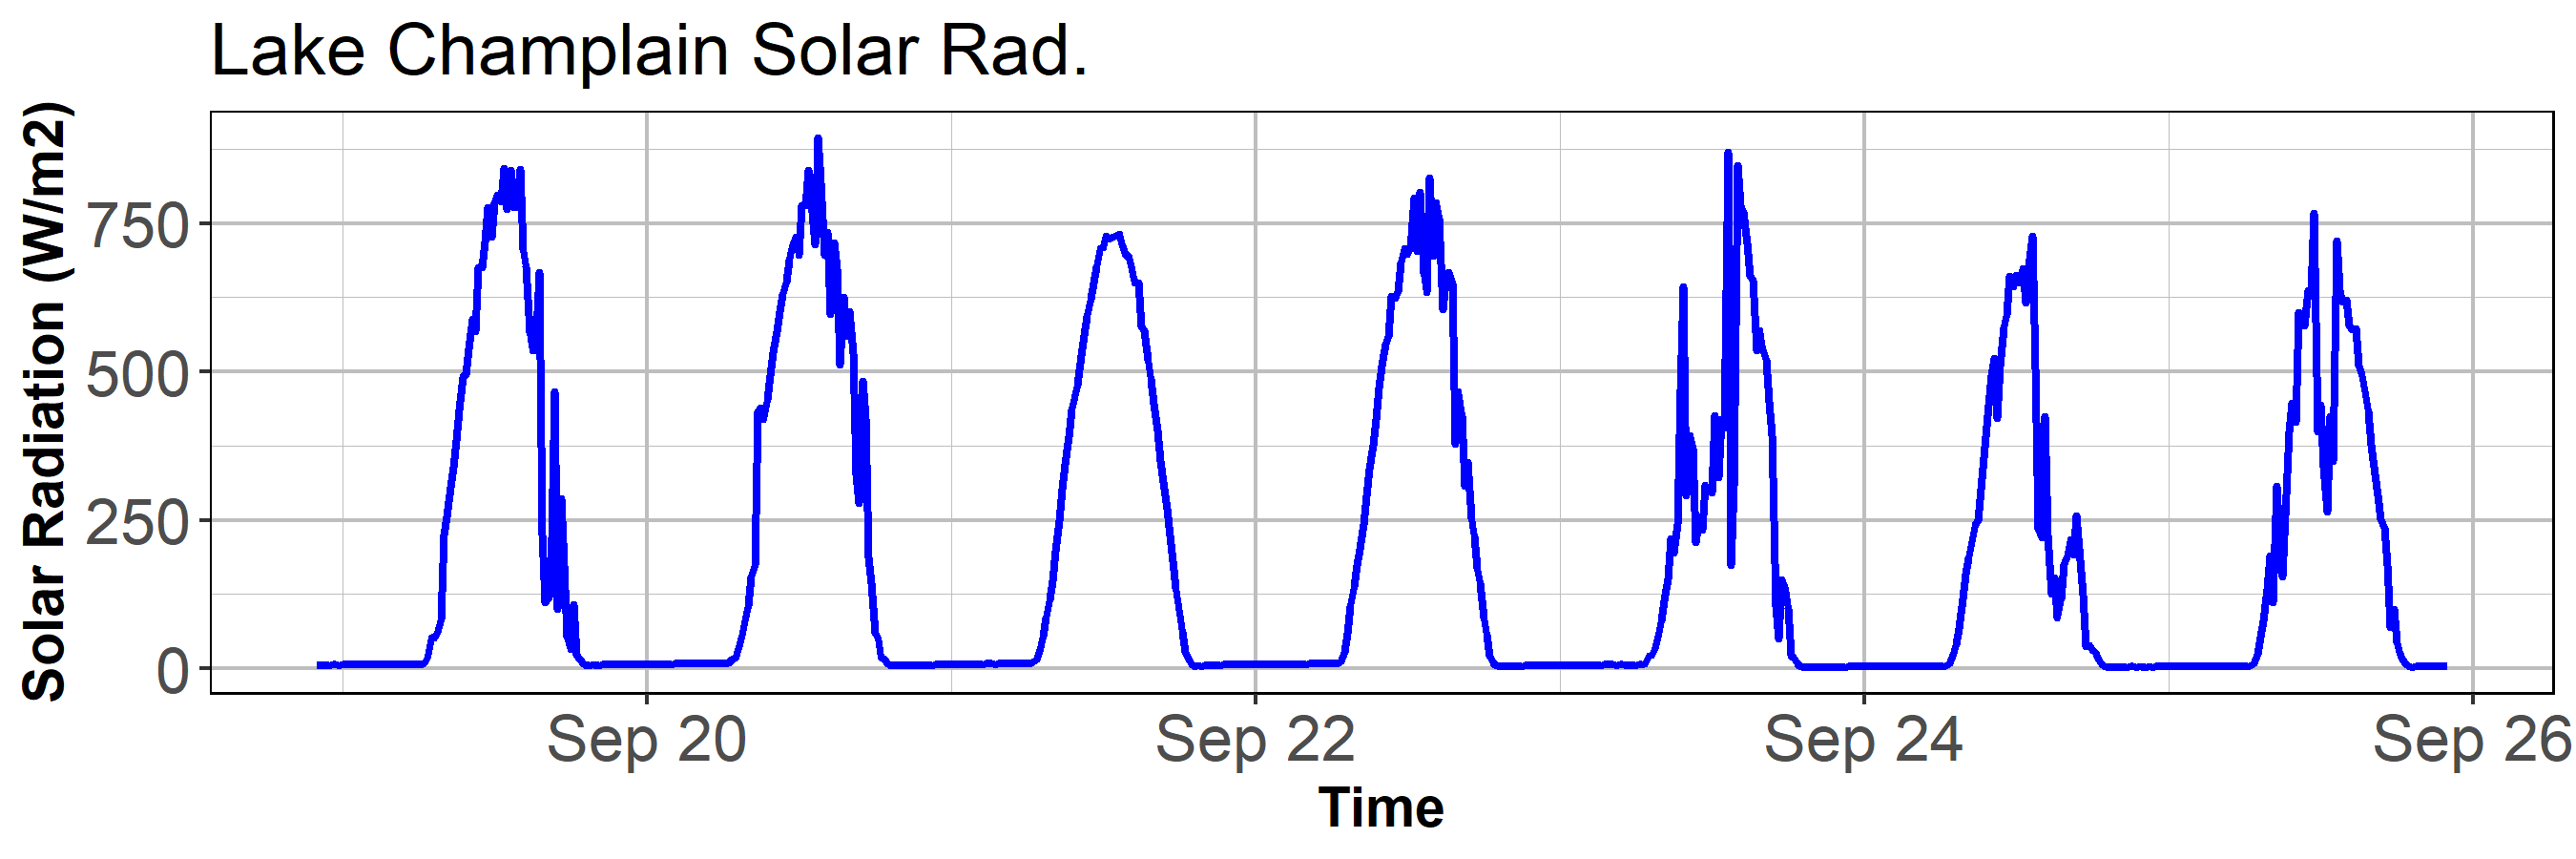 Lake Champlain Solar Rad.
Solar Radiation (W/m2)
750
500
250
0
Sep 20
Sep 22
Sep 24
Sep 26
Time